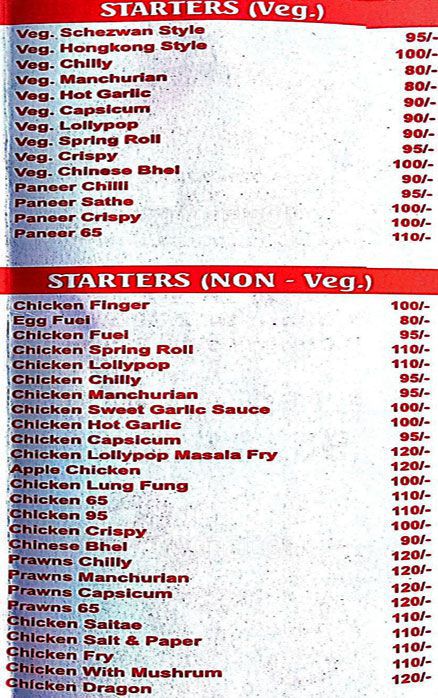 STARTERS (Veg.)
Veg. Schezwan Style 95/-
Veg. Hongkong Style 100/-
Veg. Chilly 80/-
Veg. Manchurian 80/-
Veg. Hot Garlic 90/-
Veg. Capsicum 90/-
Veg. Lollypop 90/-
Veg. Spring Roll 95/-
Veg. Crispy 100/-
Veg. Chinese Bhel 90/-
Paneer Chilli 95/-
Paneer Sathe 100/-
Paneer Crispy 100/-
Paneer 65 110/-
STARTERS (NON - Veg.)
Chicken Finger 100/-
Egg Fuei 80/-
Chicken Fuei 95/-
Chicken Spring Roll 110/-
Chicken Lollypop 110/-
Chicken Chilly 95/-
Chicken Manchurian 95/-
Chicken Sweet Garlic Sauce 100/-
Chicken Hot Garlic 100/-
Chicken Capsicum 95/-
Chicken Lollypop Masala Fry 120/-
Apple Chicken 120/-
Chicken Lung Fung 100/-
Chicken 65 110/-
Chicken 95 110/-
Chicken Crispy 100/-
Chinese Bhel 90/-
Prawns Chilly 120/-
Prawns Manchurian 120/-
Prawns Capsicum 120/-
Prawns 65 120/-
Chicken Saitae 110/-
Chicken Salt & Paper 110/-
Chicken Fry 110/-
Chicken With Mushrum 110/-
Chicken Dragon 120/-